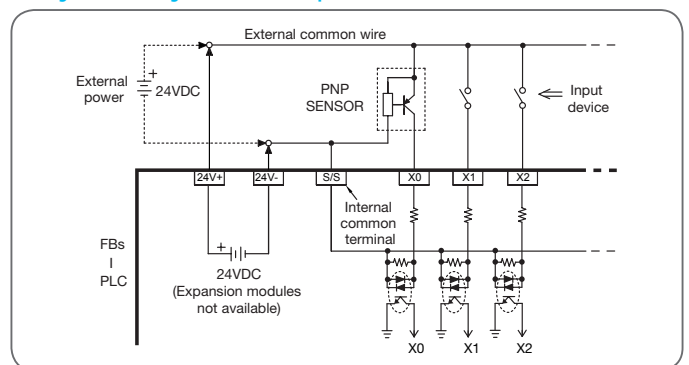 External common wire
External
power
+
24VDC
PNP
SENSOR
Input
device
24V+
24V-
S/S
X0
X1
X2
Internal
common
terminal
FBs
I
PLC
+
24VDC
(Expansion modules
not available)
X0
X1
X2